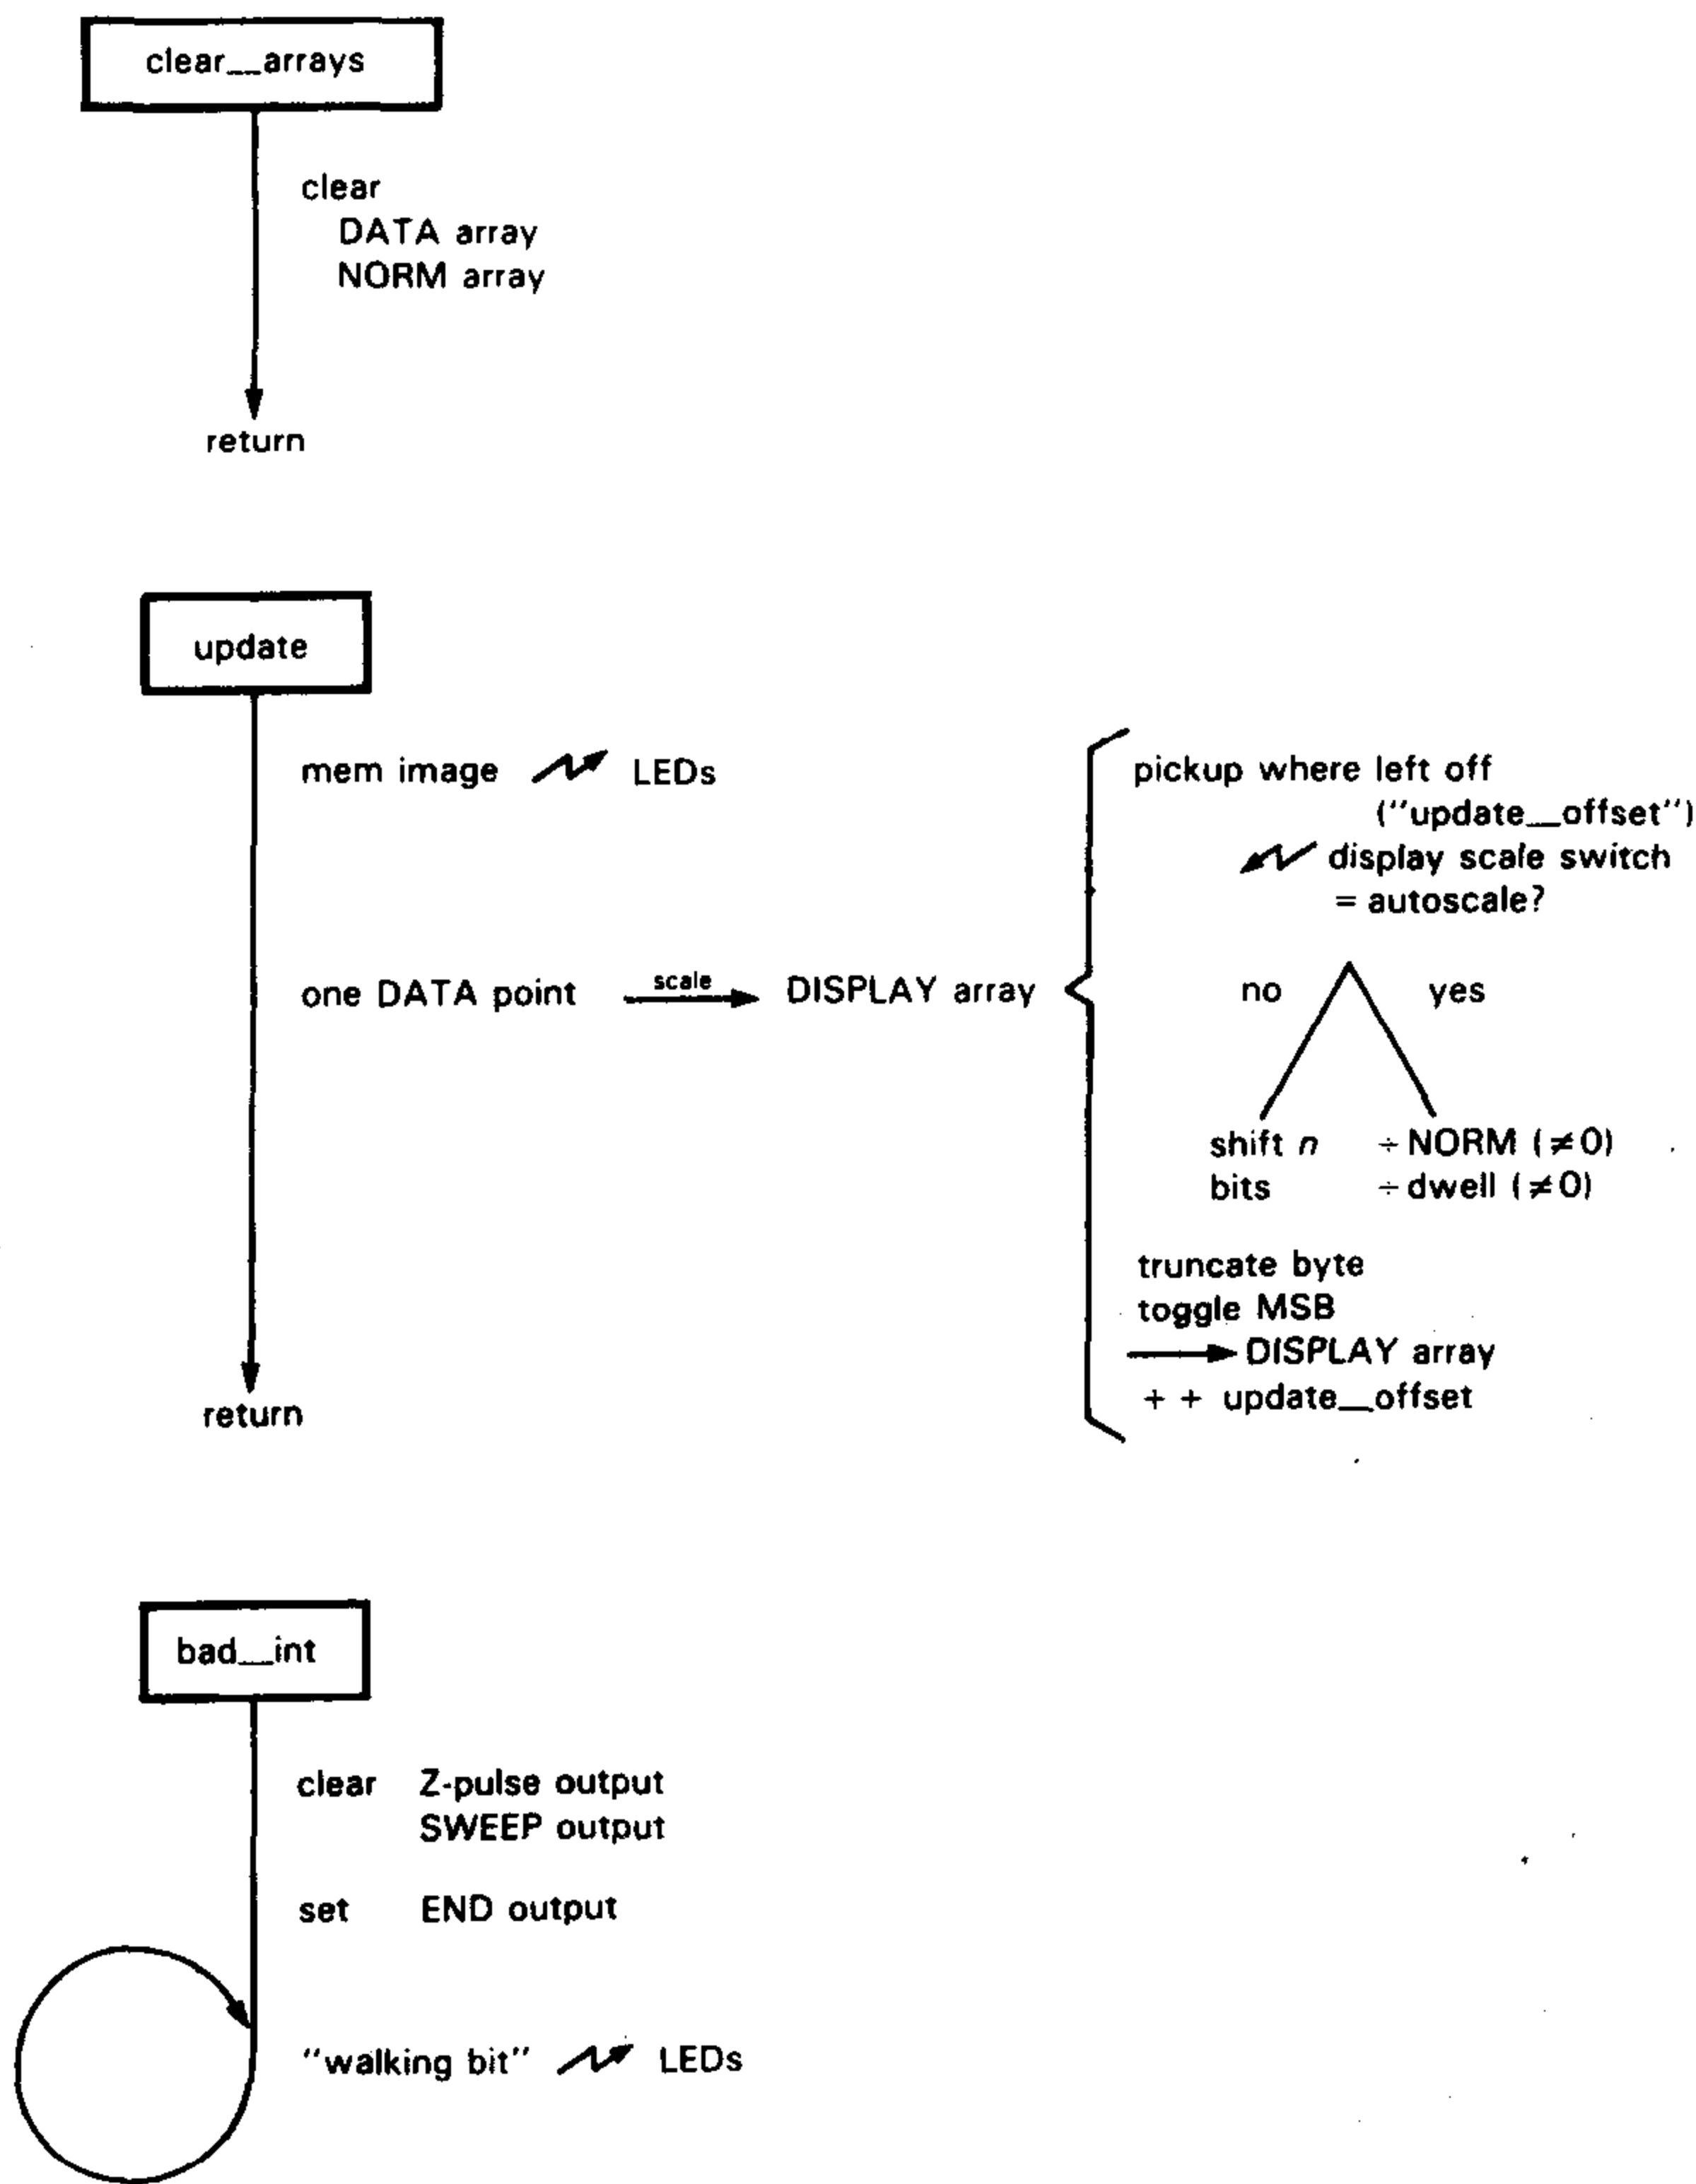 clear__arrays
clear
DATA array
NORM array
return
update
mem image LEDs
one DATA point scale DISPLAY array
return
pickup where left off
("update__offset")
display scale switch
= autoscale?
no yes
shift n
bits
÷ NORM (≠0)
÷ dwell (≠0)
truncate byte
toggle MSB
DISPLAY array
+ + update__offset
bad__int
clear Z-pulse output
SWEEP output
set END output
"walking bit" LEDs